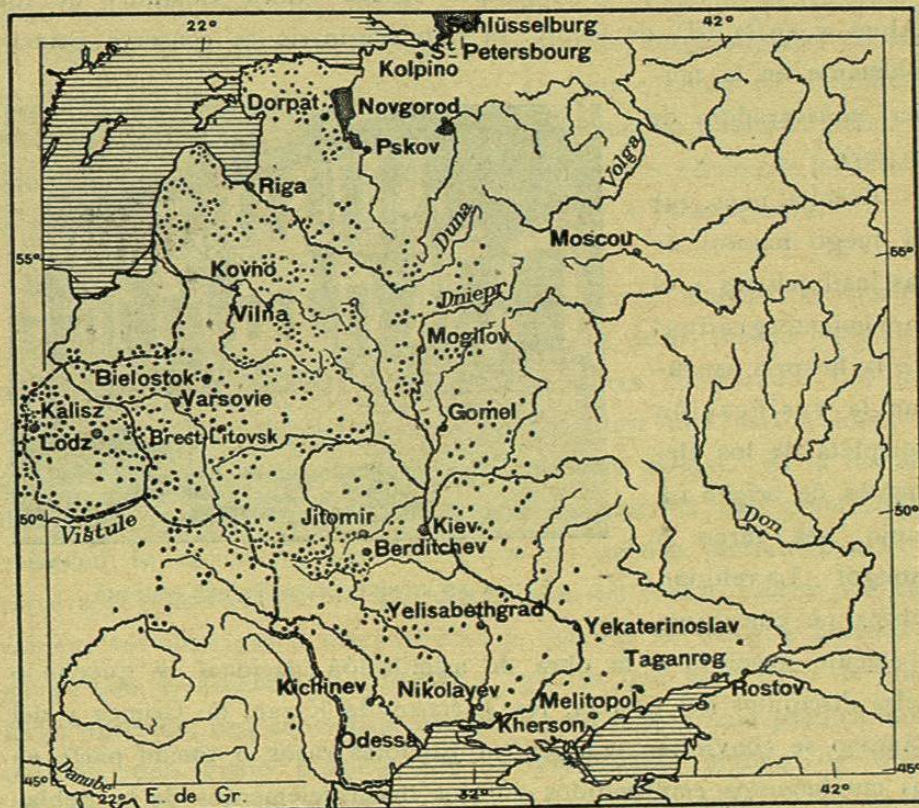 22° 42°
Schlüsselburg
St Petersbourg
Kolpino
Dorpat Novgorod
Pskov
Riga
Volga
Duna
Moscou
55° 55°
Kovno
Dniepr
Vilna
Mogilov
Bielostok
Varsovie
Kalisz
Gomel
Lodz Brect-Litovsk
50° 50°
Vistule
Jitomir Kiev
Don
Berditchev
Yelisabethgrad
Yekaterinoslav
Taganrog
Kichinev Nikolayev Melitopol Rostov
Kherson
Odessa
45° 45°
Danube
22° E. de Gr. 32° 42°